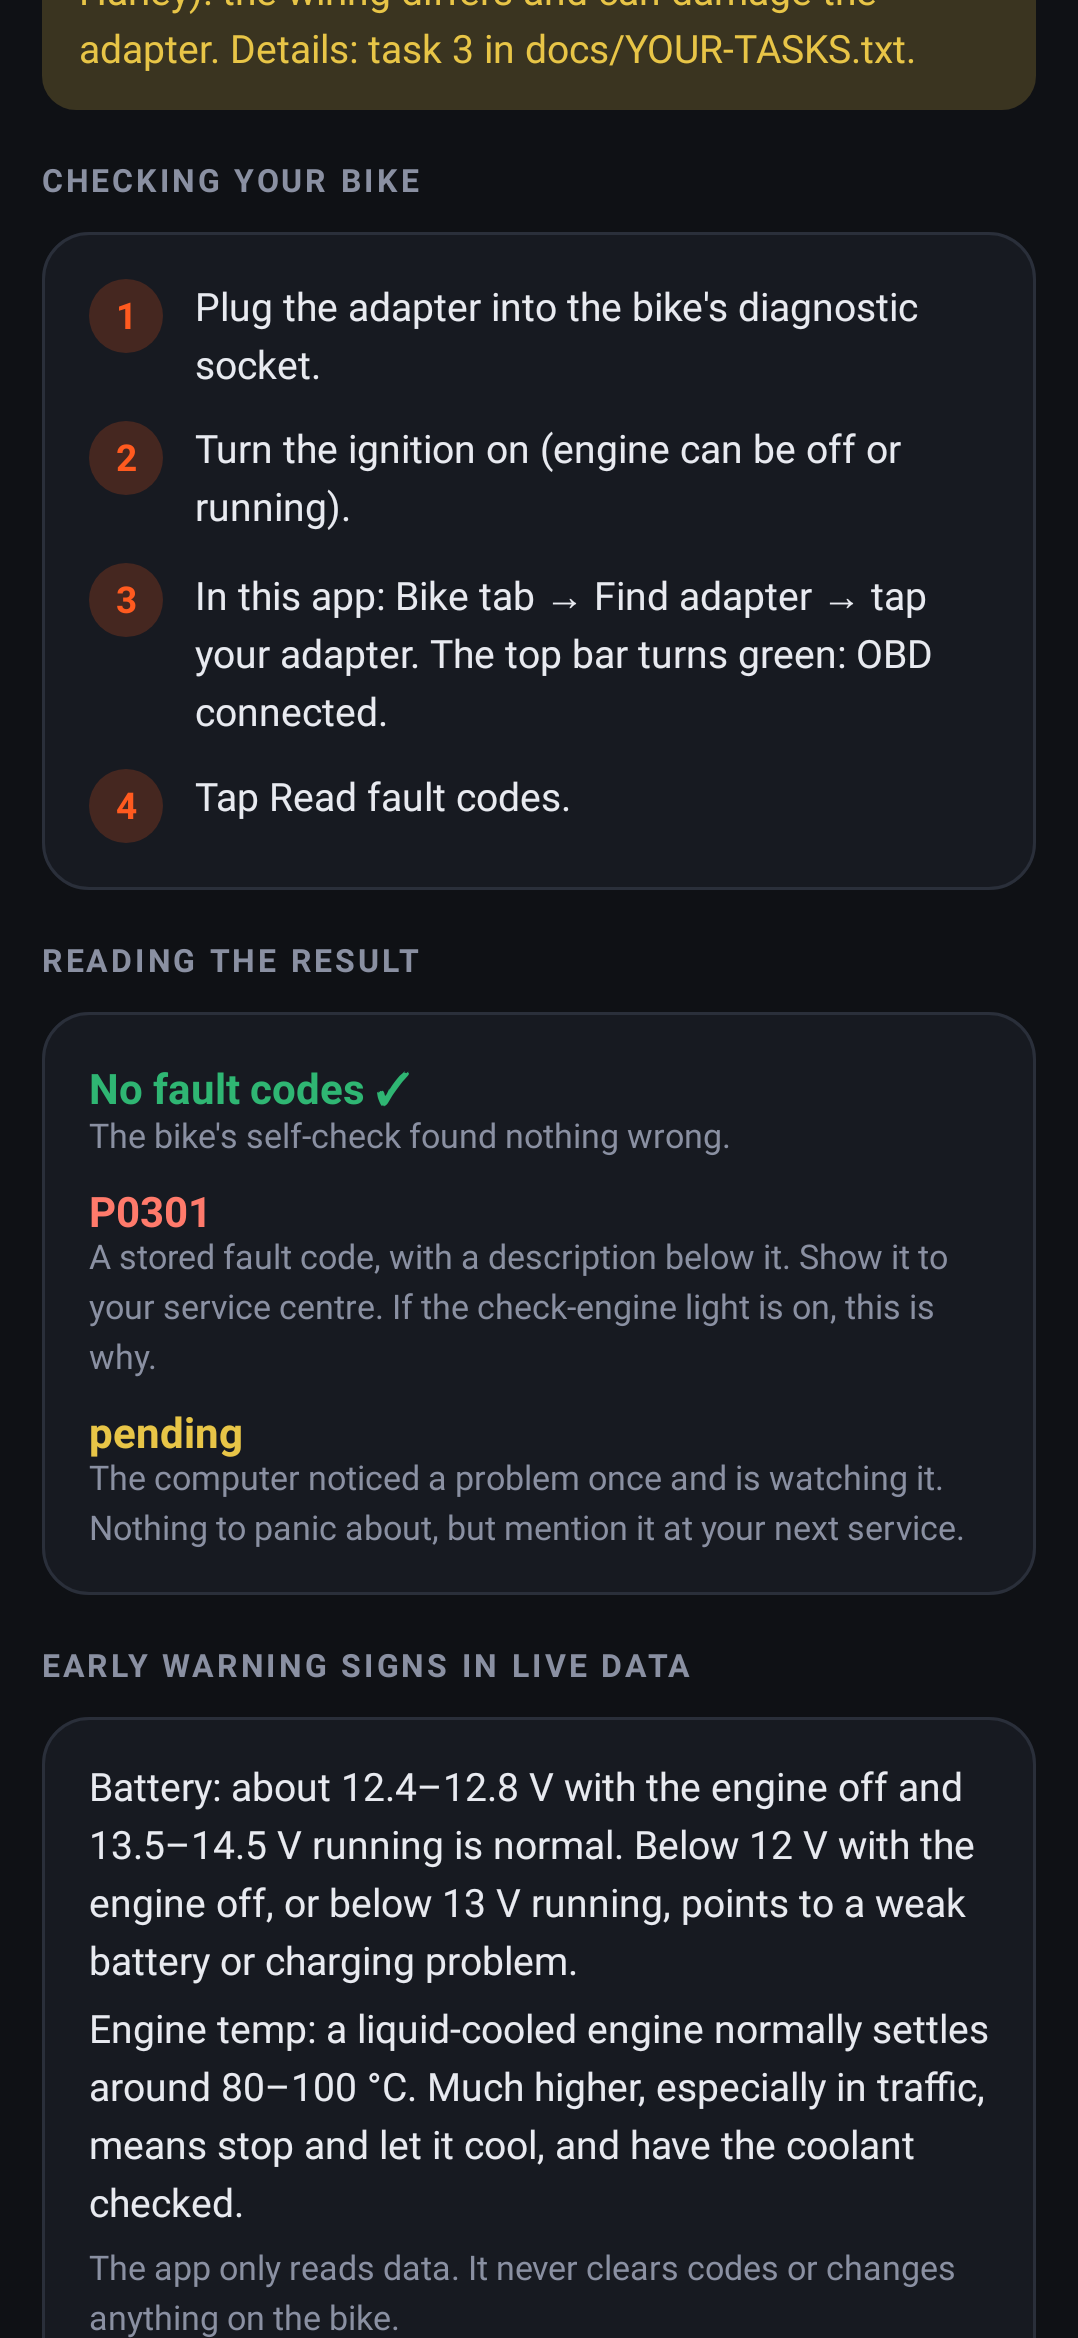 Harley): the wiring differs and can damage the
adapter. Details: task 3 in docs/YOUR-TASKS.txt.
CHECKING YOUR BIKE
1 Plug the adapter into the bike's diagnostic
socket.
2 Turn the ignition on (engine can be off or
running).
3 In this app: Bike tab → Find adapter → tap
your adapter. The top bar turns green: OBD
connected.
4 Tap Read fault codes.
READING THE RESULT
No fault codes ✓
The bike's self-check found nothing wrong.
P0301
A stored fault code, with a description below it. Show it to
your service centre. If the check-engine light is on, this is
why.
pending
The computer noticed a problem once and is watching it.
Nothing to panic about, but mention it at your next service.
EARLY WARNING SIGNS IN LIVE DATA
Battery: about 12.4–12.8 V with the engine off and
13.5–14.5 V running is normal. Below 12 V with the
engine off, or below 13 V running, points to a weak
battery or charging problem.
Engine temp: a liquid-cooled engine normally settles
around 80–100 °C. Much higher, especially in traffic,
means stop and let it cool, and have the coolant
checked.
The app only reads data. It never clears codes or changes
anything on the bike.